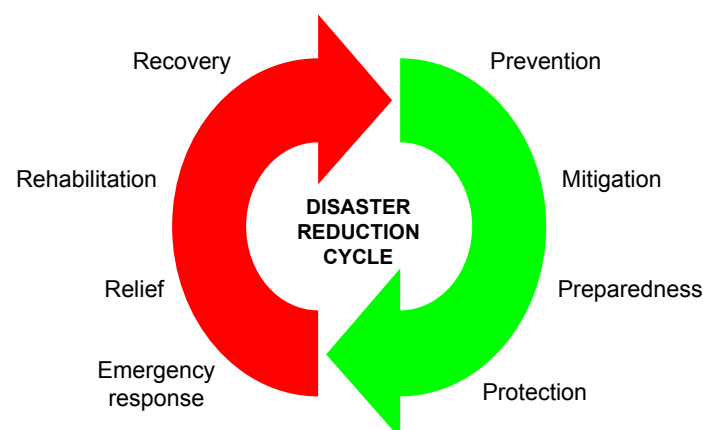 Recovery
Prevention
Rehabilitation
Mitigation
DISASTER
REDUCTION
CYCLE
Relief
Preparedness
Emergency
response
Protection